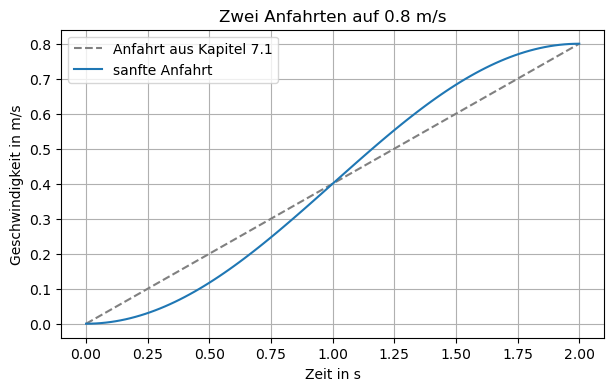 Zwei Anfahrten auf 0.8 m/s
Anfahrt aus Kapitel 7.1
sanfte Anfahrt
Geschwindigkeit in m/s
0.8
0.7
0.6
0.5
0.4
0.3
0.2
0.1
0.0
0.00 0.25 0.50 0.75 1.00 1.25 1.50 1.75 2.00
Zeit in s